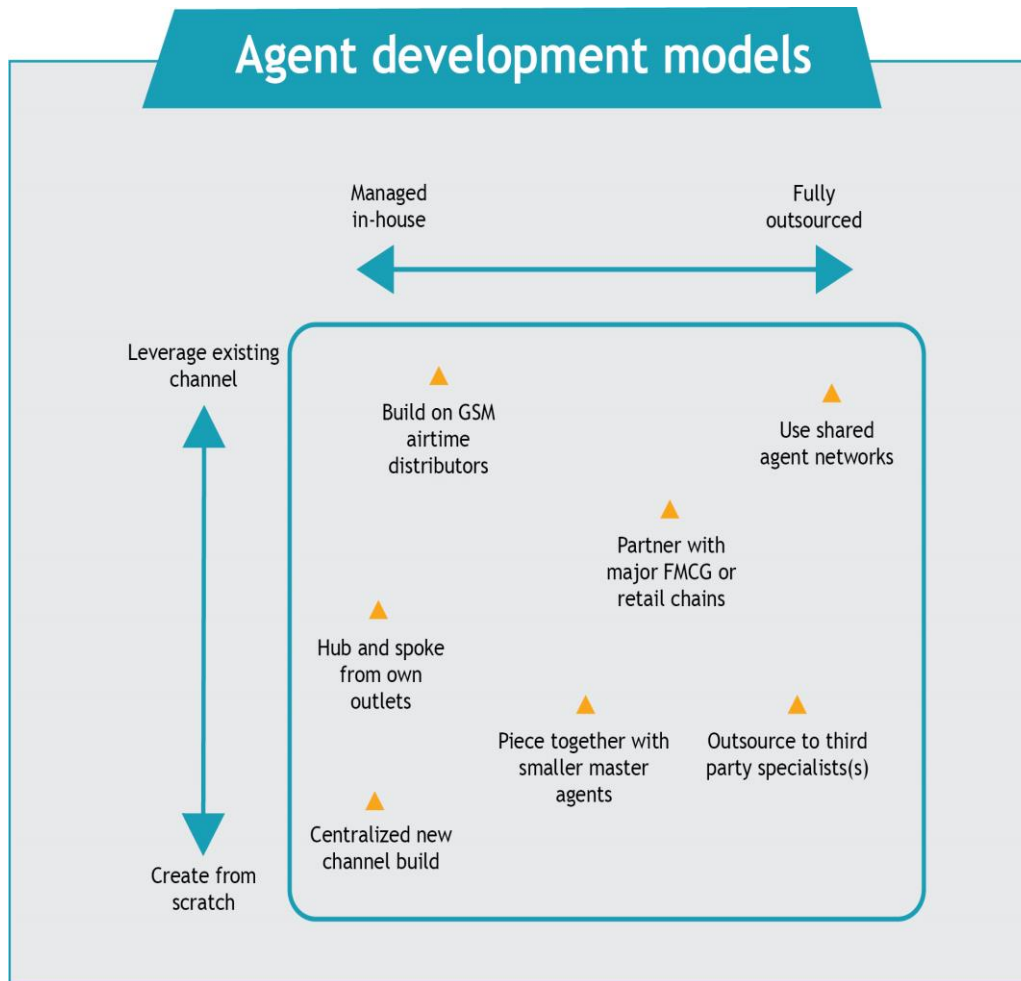 Agent development models
Managed
in-house
Fully
outsourced
Leverage existing
channel
Build on GSM
airtime
distributors
Use shared
agent networks
Partner with
major FMCG or
retail chains
Hub and spoke
from own
outlets
Piece together with
smaller master
agents
Outsource to third
party specialists(s)
Centralized new
channel build
Create from
scratch